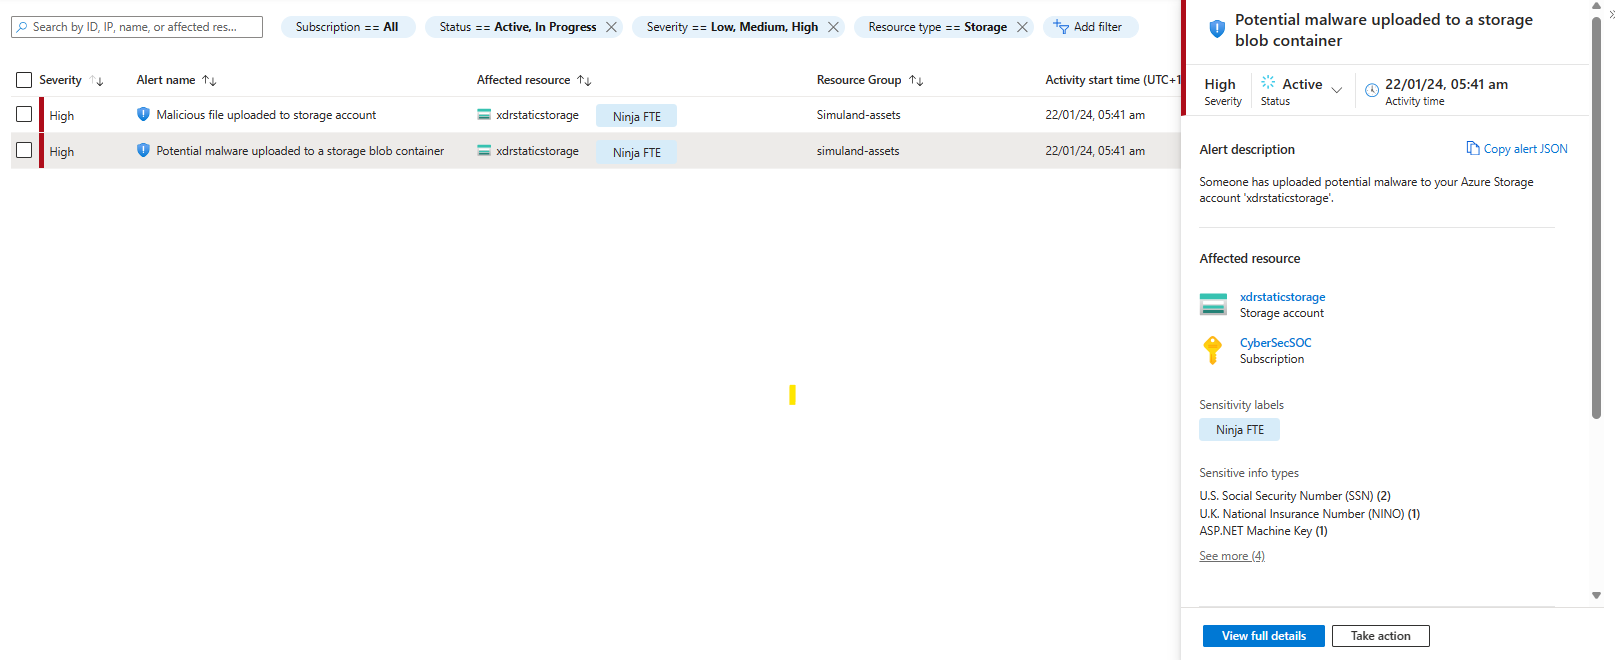 Search by ID, IP, name, or affected res...
Subscription == All
Status == Active, In Progress
Severity == Low, Medium, High
Resource type == Storage
Add filter
Severity
Alert name
Affected resource
Resource Group
Activity start time (UTC+1
High
Malicious file uploaded to storage account
xdrstaticstorage
Ninja FTE
Simuland-assets
22/01/24, 05:41 am
High
Potential malware uploaded to a storage blob container
xdrstaticstorage
Ninja FTE
simuland-assets
22/01/24, 05:41 am
Potential malware uploaded to a storage
blob container
High
Severity
Active
Status
22/01/24, 05:41 am
Activity time
Alert description
Copy alert JSON
Someone has uploaded potential malware to your Azure Storage
account 'xdrstaticstorage'.
Affected resource
xdrstaticstorage
Storage account
CyberSecSOC
Subscription
Sensitivity labels
Ninja FTE
Sensitive info types
U.S. Social Security Number (SSN) (2)
U.K. National Insurance Number (NINO) (1)
ASP.NET Machine Key (1)
See more (4)
View full details
Take action